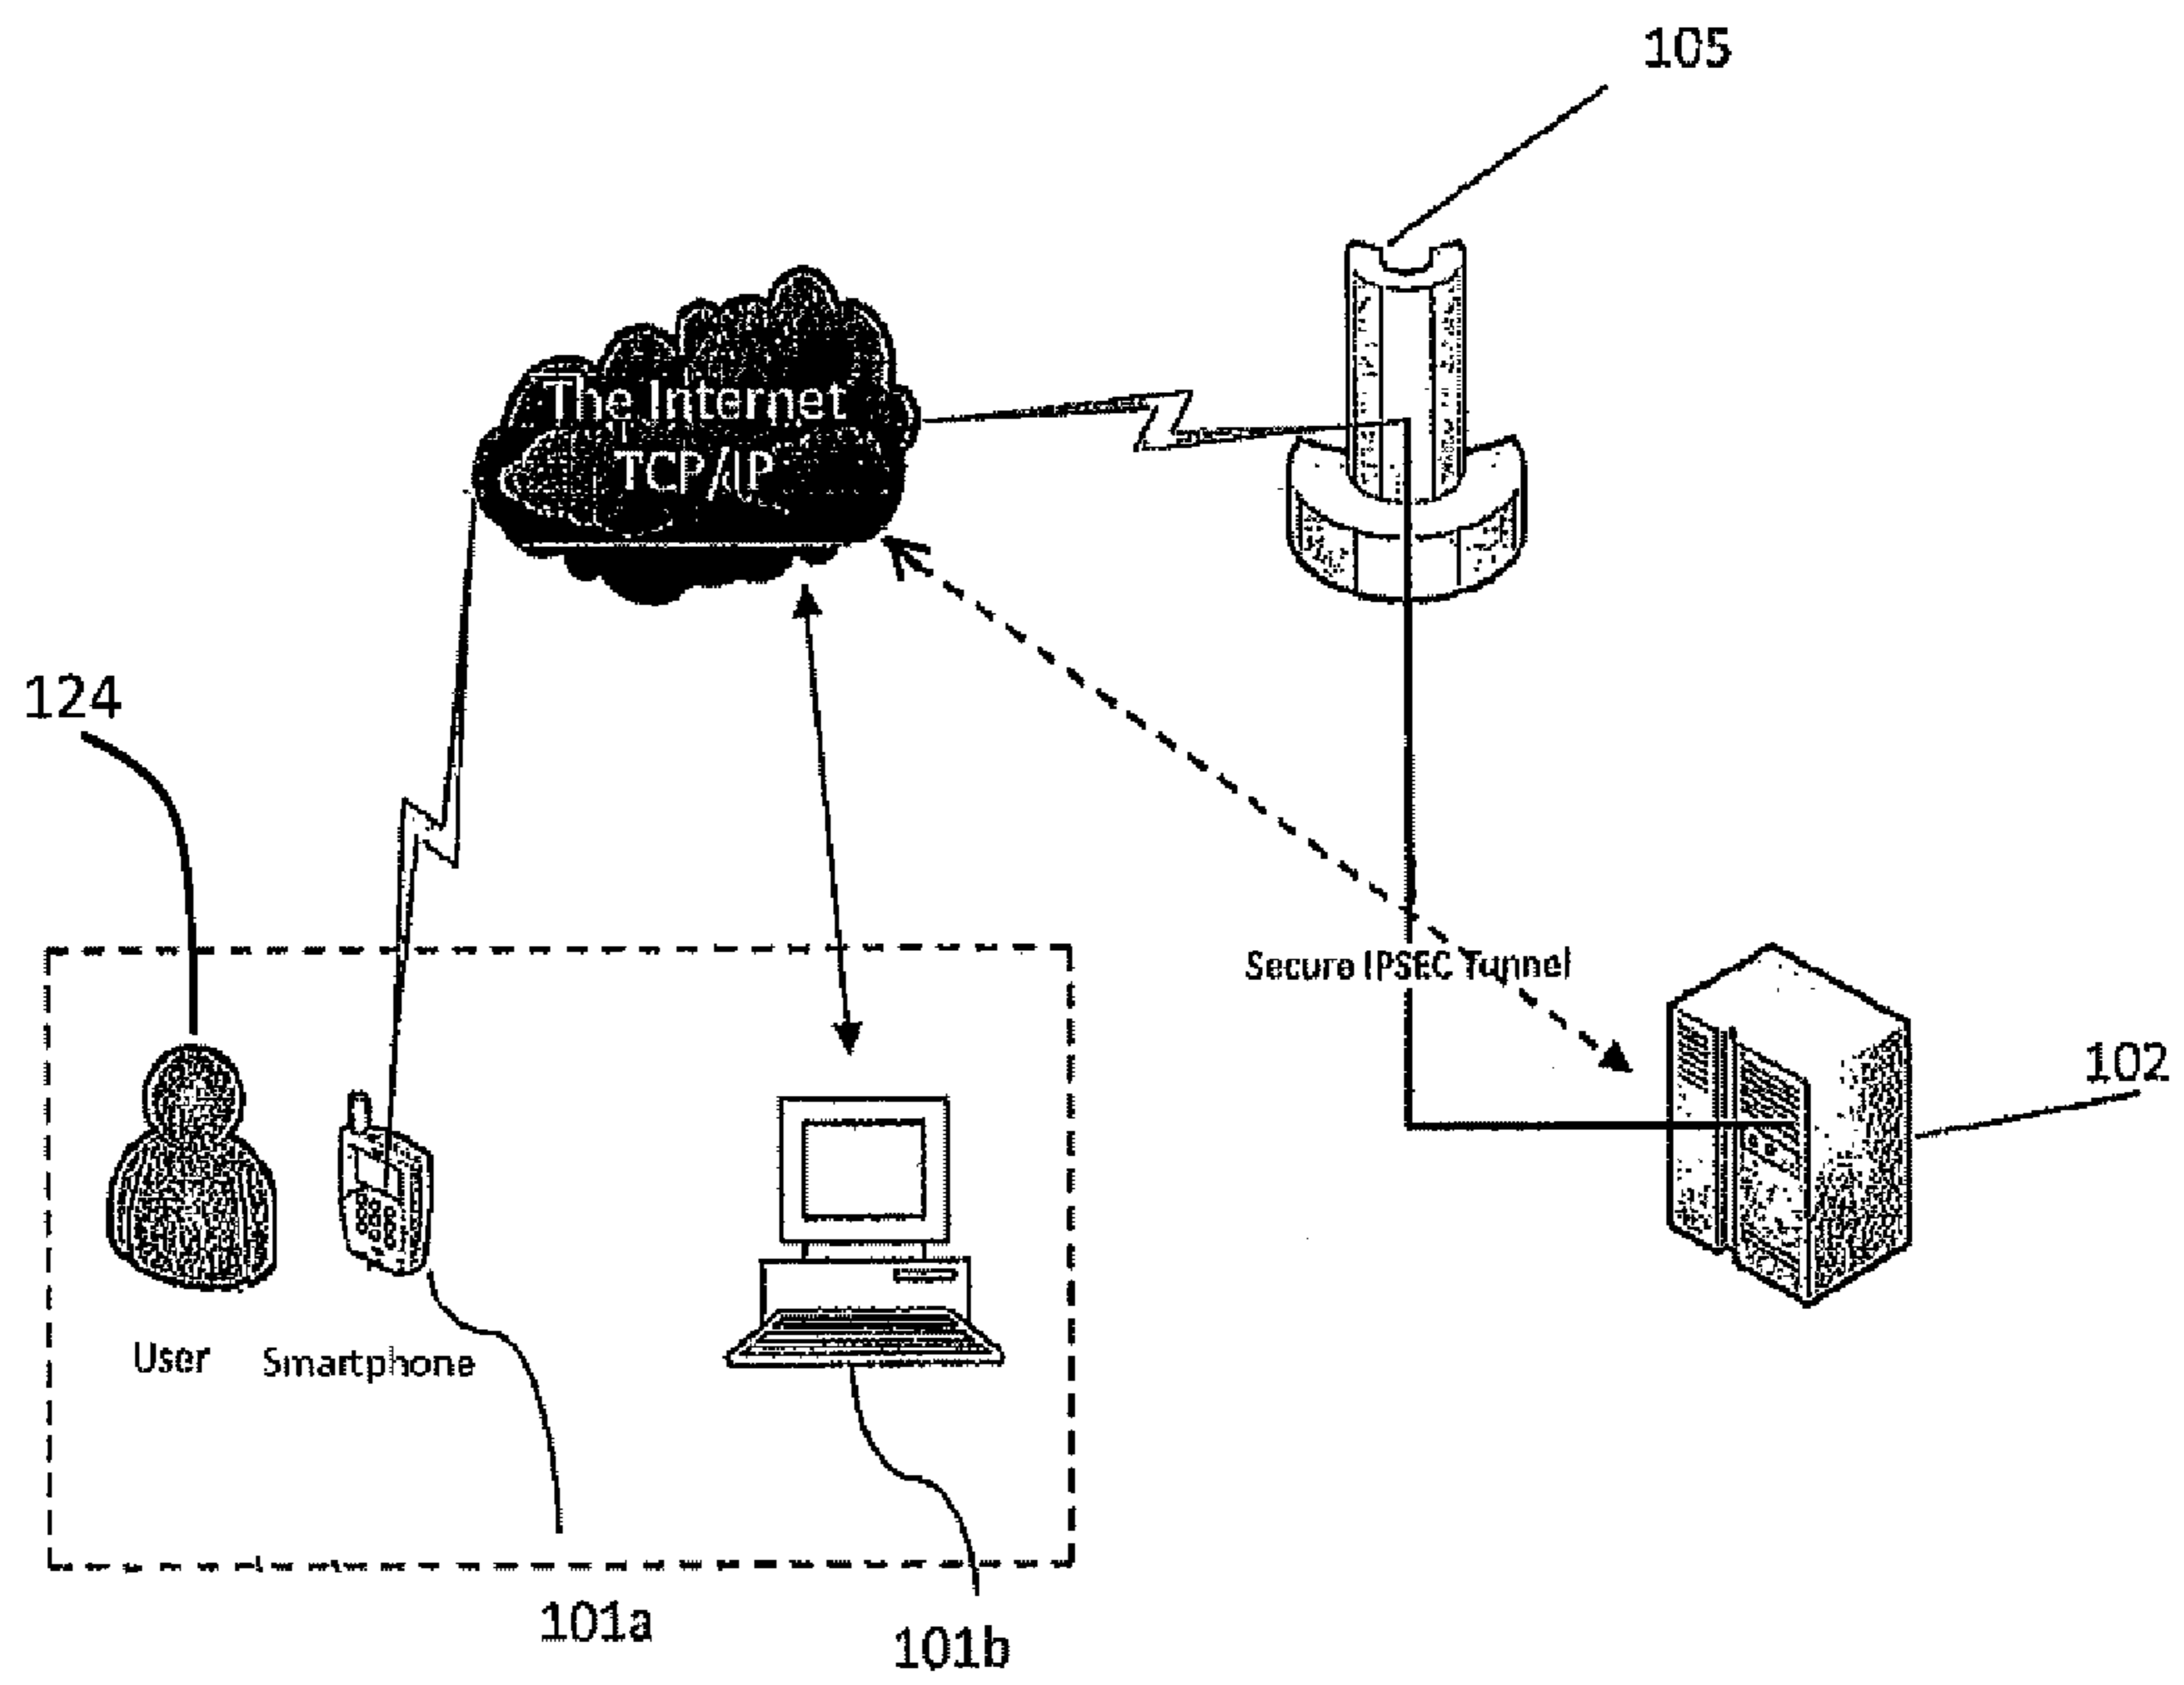 105
The Internet
TCP/IP
124
Secure IPSEC Tunnel
102
User
Smartphone
101a
101b